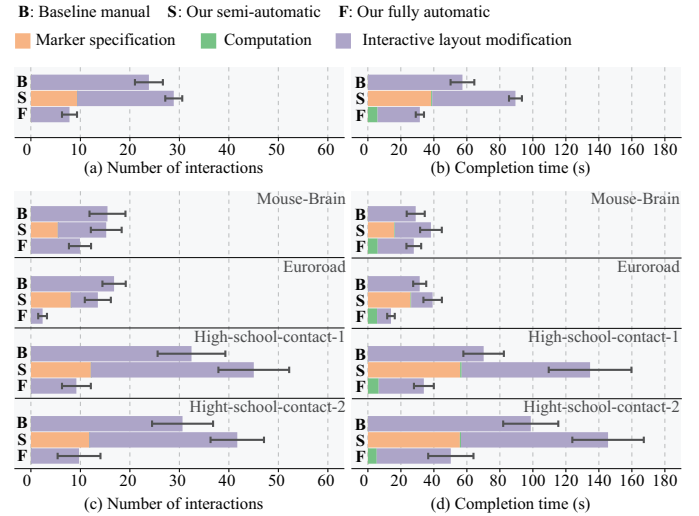 B: Baseline manual S: Our semi-automatic F: Our fully automatic
Marker specification Computation Interactive layout modification
B
S
F
0 10 20 30 40 50 60
(a) Number of interactions
B
S
F
0 20 40 60 80 100 120 140 160 180
(b) Completion time (s)
Mouse-Brain
B
S
F
Euroroad
B
S
F
High-school-contact-1
B
S
F
Hight-school-contact-2
B
S
F
0 10 20 30 40 50 60
(c) Number of interactions
Mouse-Brain
B
S
F
Euroroad
B
S
F
High-school-contact-1
B
S
F
Hight-school-contact-2
B
S
F
0 20 40 60 80 100 120 140 160 180
(d) Completion time (s)